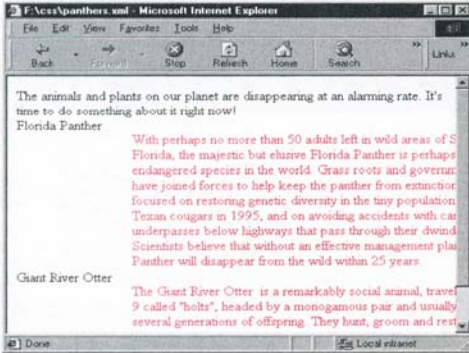 F:\css\panthers.xml - Microsoft Internet Explorer
File Edit View Favorites Tools Help
Back Forward Stop Refresh Home Search » Links »
The animals and plants on our planet are disappearing at an alarming rate. It's
time to do something about it right now!
Florida Panther
With perhaps no more than 50 adults left in wild areas of S
Florida, the majestic but elusive Florida Panther is perhaps
endangered species in the world. Grass roots and governm
have joined forces to help keep the panther from extinction
focused on restoring genetic diversity in the tiny population
Texan cougars in 1995, and on avoiding accidents with car
underpasses below highways that pass through their dwind
Scientists believe that without an effective management plan
Panther will disappear from the wild within 25 years.
Giant River Otter
The Giant River Otter is a remarkably social animal, travel
9 called "holts", headed by a monogamous pair and usually
several generations of offspring. They hunt, groom and rest
Done Local intranet